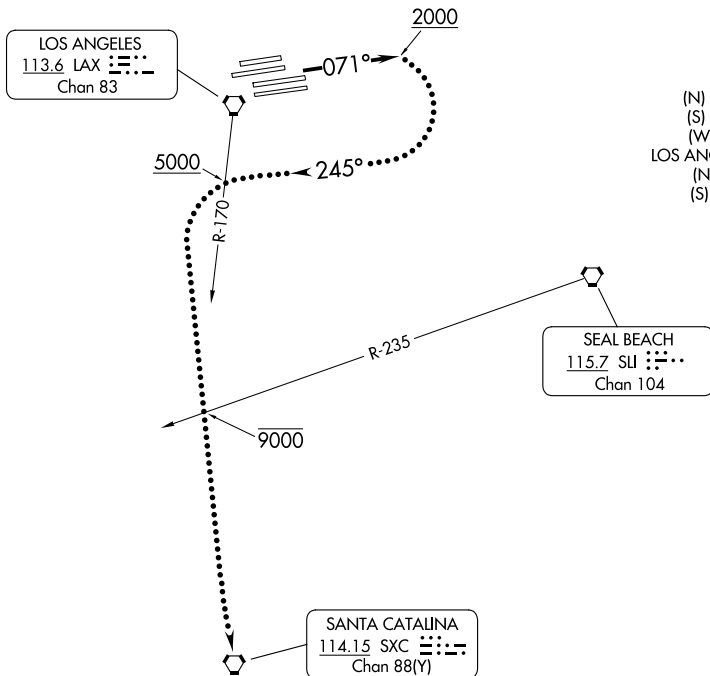 2000
LOS ANGELES
113.6 LAX
Chan 83
071°
(N)
(S)
(W
LOS ANG
(N
(S)
5000
245°
R-170
R-235
SEAL BEACH
115.7 SLI
Chan 104
9000
SANTA CATALINA
114.15 SXC
Chan 88(Y)